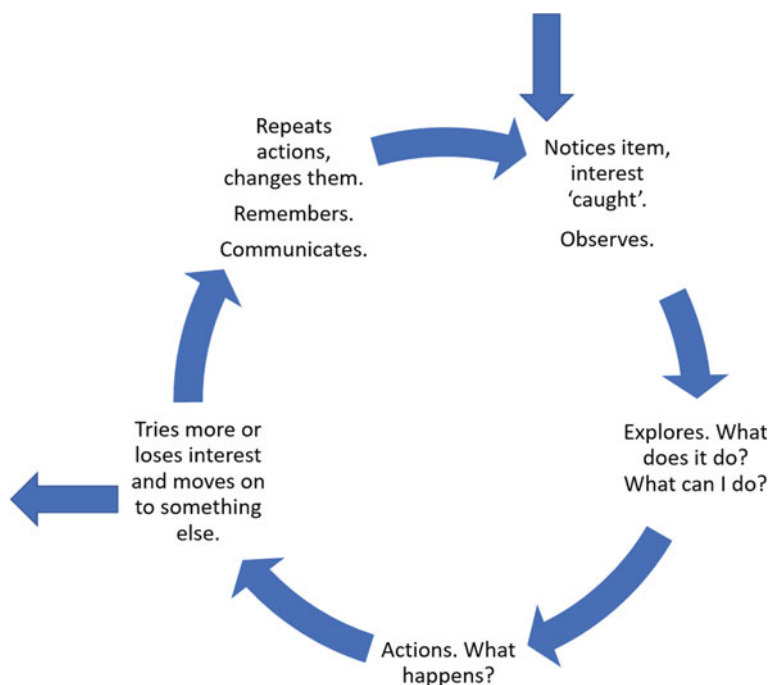 Notices item,
interest
‘caught’.
Observes.
Explores. What
does it do?
What can I do?
Actions. What
happens?
Tries more or
loses interest
and moves on
to something
else.
Repeats
actions,
changes them.
Remembers.
Communicates.